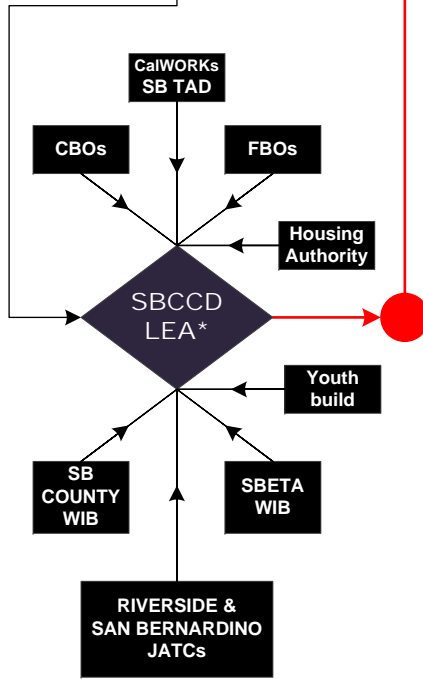 CalWORKs
SB TAD
CBOs
FBOs
Housing
Authority
SBCCD
LEA*
Youth
build
SB
COUNTY
WIB
SBETA
WIB
RIVERSIDE &
SAN BERNARDINO
JATCs